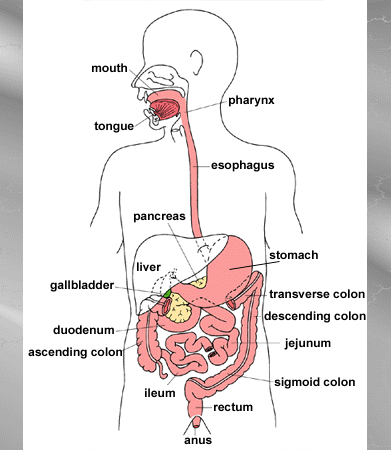 mouth
pharynx
tongue
esophagus
pancreas
stomach
liver
gallbladder
transverse colon
descending colon
duodenum
jejunum
ascending colon
sigmoid colon
ileum
rectum
anus